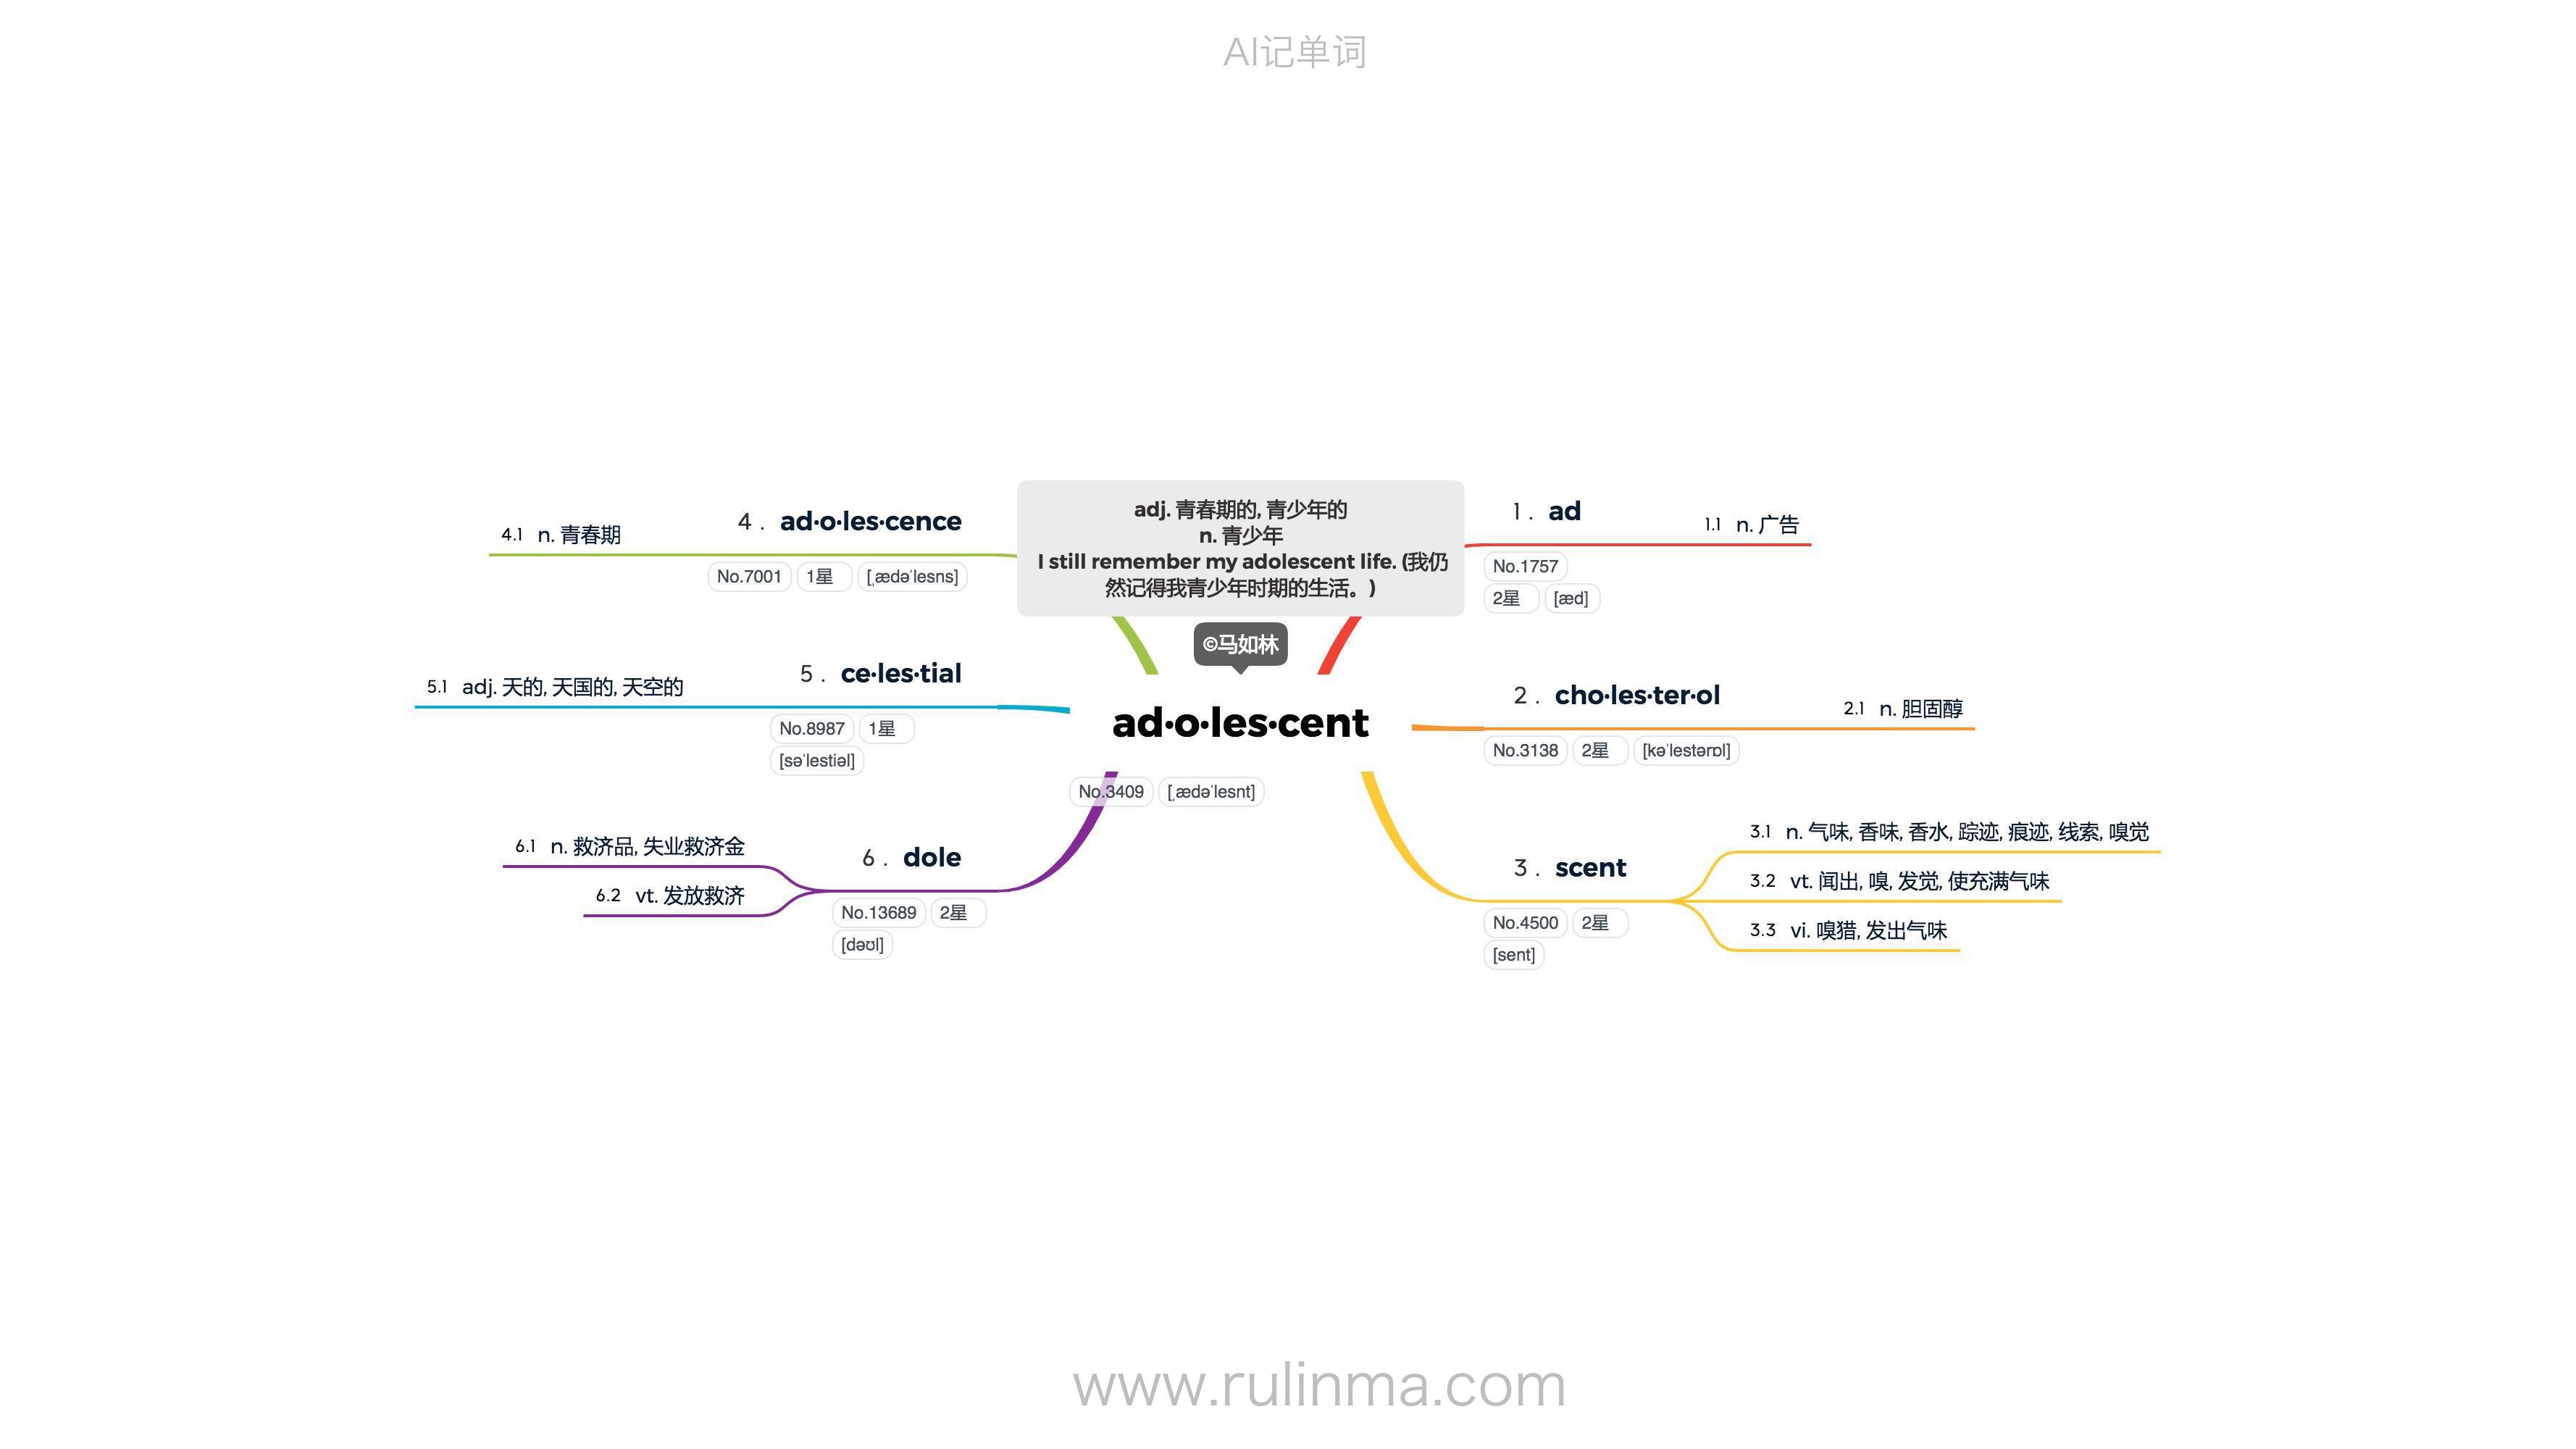 AI记单词
adj. 青春期的, 青少年的
n. 青少年
I still remember my adolescent life. (我仍
然记得我青少年时期的生活。)
©马如林
ad·o·les·cent
No.3409 [ˌædəˈlesnt]
1 . ad
No.1757
2星 [æd]
1.1 n. 广告
2 . cho·les·ter·ol
No.3138 2星 [kəˈlestərɒl]
2.1 n. 胆固醇
3 . scent
No.4500 2星
[sent]
3.1 n. 气味, 香味, 香水, 踪迹, 痕迹, 线索, 嗅觉
3.2 vt. 闻出, 嗅, 发觉, 使充满气味
3.3 vi. 嗅猎, 发出气味
4 . ad·o·les·cence
No.7001 1星 [ˌædəˈlesns]
4.1 n. 青春期
5 . ce·les·tial
No.8987 1星
[səˈlestiəl]
5.1 adj. 天的, 天国的, 天空的
6 . dole
No.13689 2星
[dəʊl]
6.1 n. 救济品, 失业救济金
6.2 vt. 发放救济
www.rulinma.com